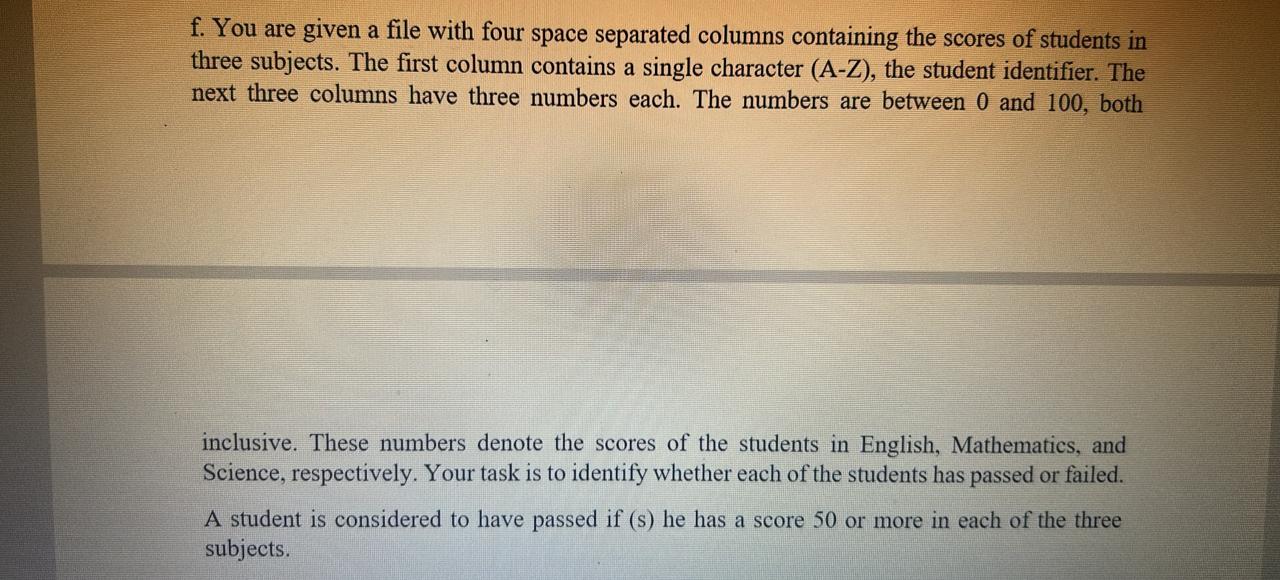 f. You are given a file with four space separated columns containing the scores of students in
three subjects. The first column contains a single character (A-Z), the student identifier. The
next three columns have three numbers each. The numbers are between 0 and 100, both
inclusive. These numbers denote the scores of the students in English, Mathematics, and
Science, respectively. Your task is to identify whether each of the students has passed or failed.
A student is considered to have passed if (s) he has a score 50 or more in each of the three
subjects.